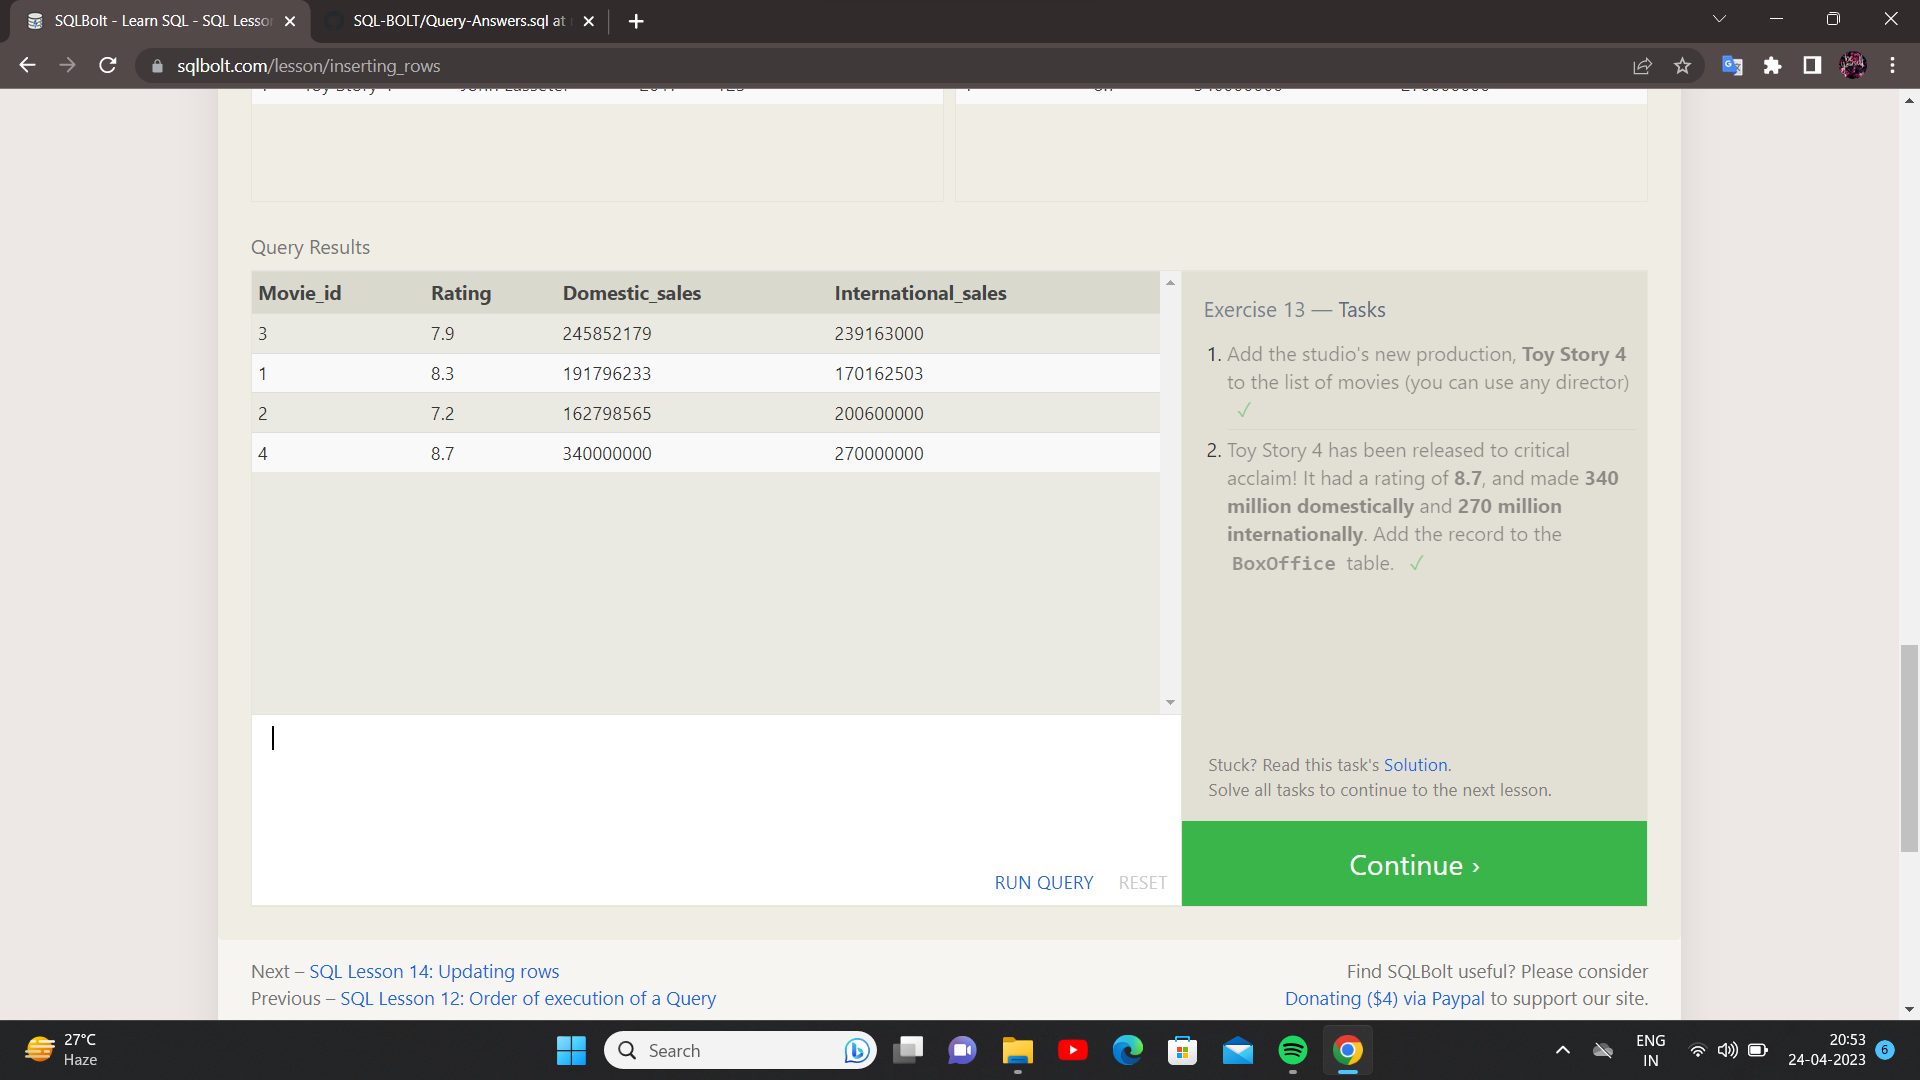 SQLBolt - Learn SQL - SQL Lesson
SQL-BOLT/Query-Answers.sql at
sqlbolt.com/lesson/inserting_rows
Query Results
Movie_id Rating Domestic_sales International_sales
3 7.9 245852179 239163000
1 8.3 191796233 170162503
2 7.2 162798565 200600000
4 8.7 340000000 270000000
Exercise 13 — Tasks
1. Add the studio's new production, Toy Story 4
to the list of movies (you can use any director)
✓
2. Toy Story 4 has been released to critical
acclaim! It had a rating of 8.7, and made 340
million domestically and 270 million
internationally. Add the record to the
BoxOffice table. ✓
Stuck? Read this task's Solution.
Solve all tasks to continue to the next lesson.
RUN QUERY RESET
Continue ›
Next – SQL Lesson 14: Updating rows
Previous – SQL Lesson 12: Order of execution of a Query
Find SQLBolt useful? Please consider
Donating ($4) via Paypal to support our site.
27°C
Haze
Search
ENG
IN
20:53
24-04-2023
6